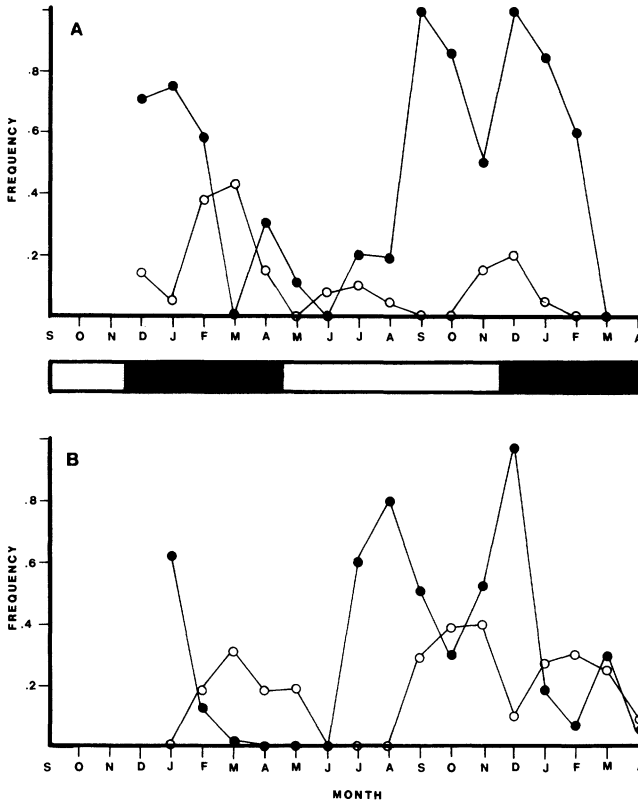 A
.8
.6
.4
.2
FREQUENCY
S O N D J F M A M J J A S O N D J F M A
B
.8
.6
.4
.2
FREQUENCY
S O N D J F M A M J J A S O N D J F M A
MONTH